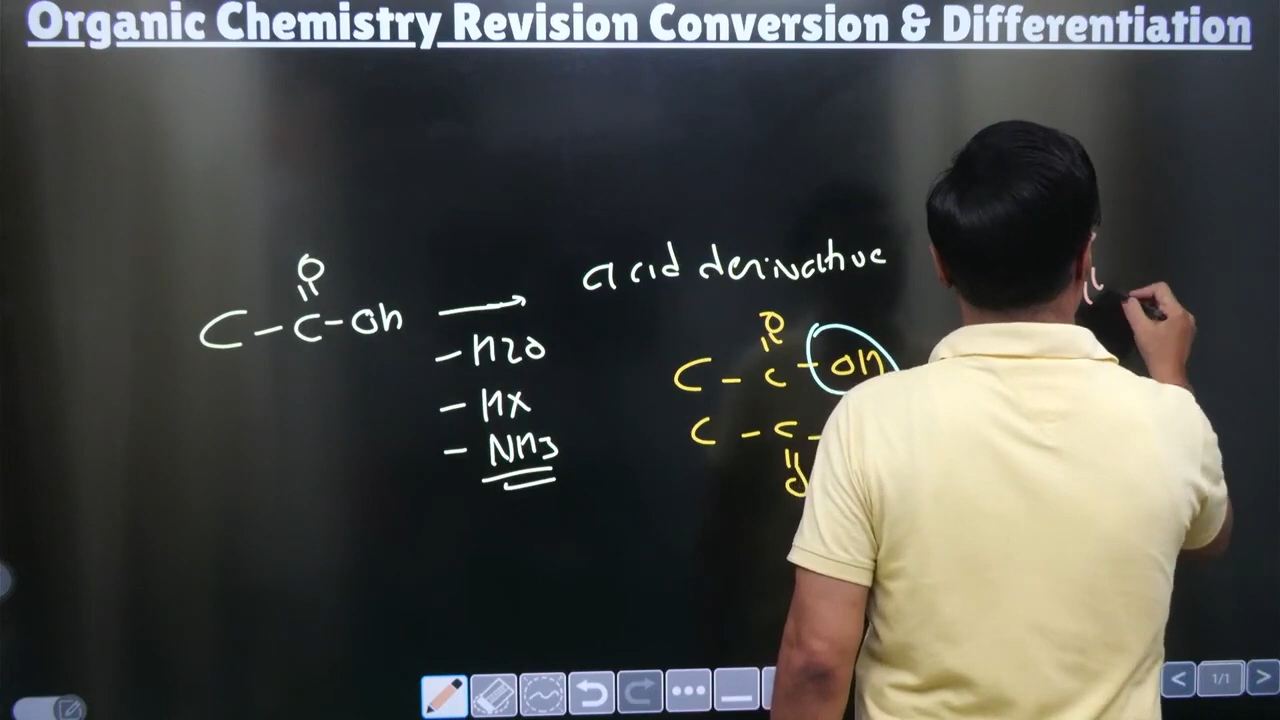 Organic Chemistry Revision Conversion & Differentiation
acid derivative
O
C-C-Oh
-H2O
-HX
-NH3
O
C-C-OH
C-C-
O
1/1